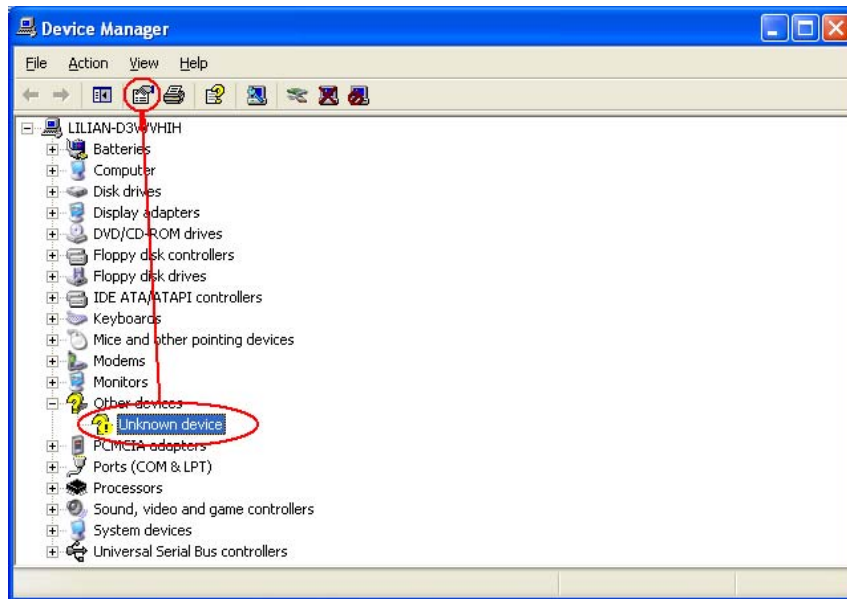 Device Manager
File Action View Help
LILIAN-D3VVVHIH
Batteries
Computer
Disk drives
Display adapters
DVD/CD-ROM drives
Floppy disk controllers
Floppy disk drives
IDE ATA/ATAPI controllers
Keyboards
Mice and other pointing devices
Modems
Monitors
Other devices
Unknown device
PCMCIA adapters
Ports (COM & LPT)
Processors
Sound, video and game controllers
System devices
Universal Serial Bus controllers